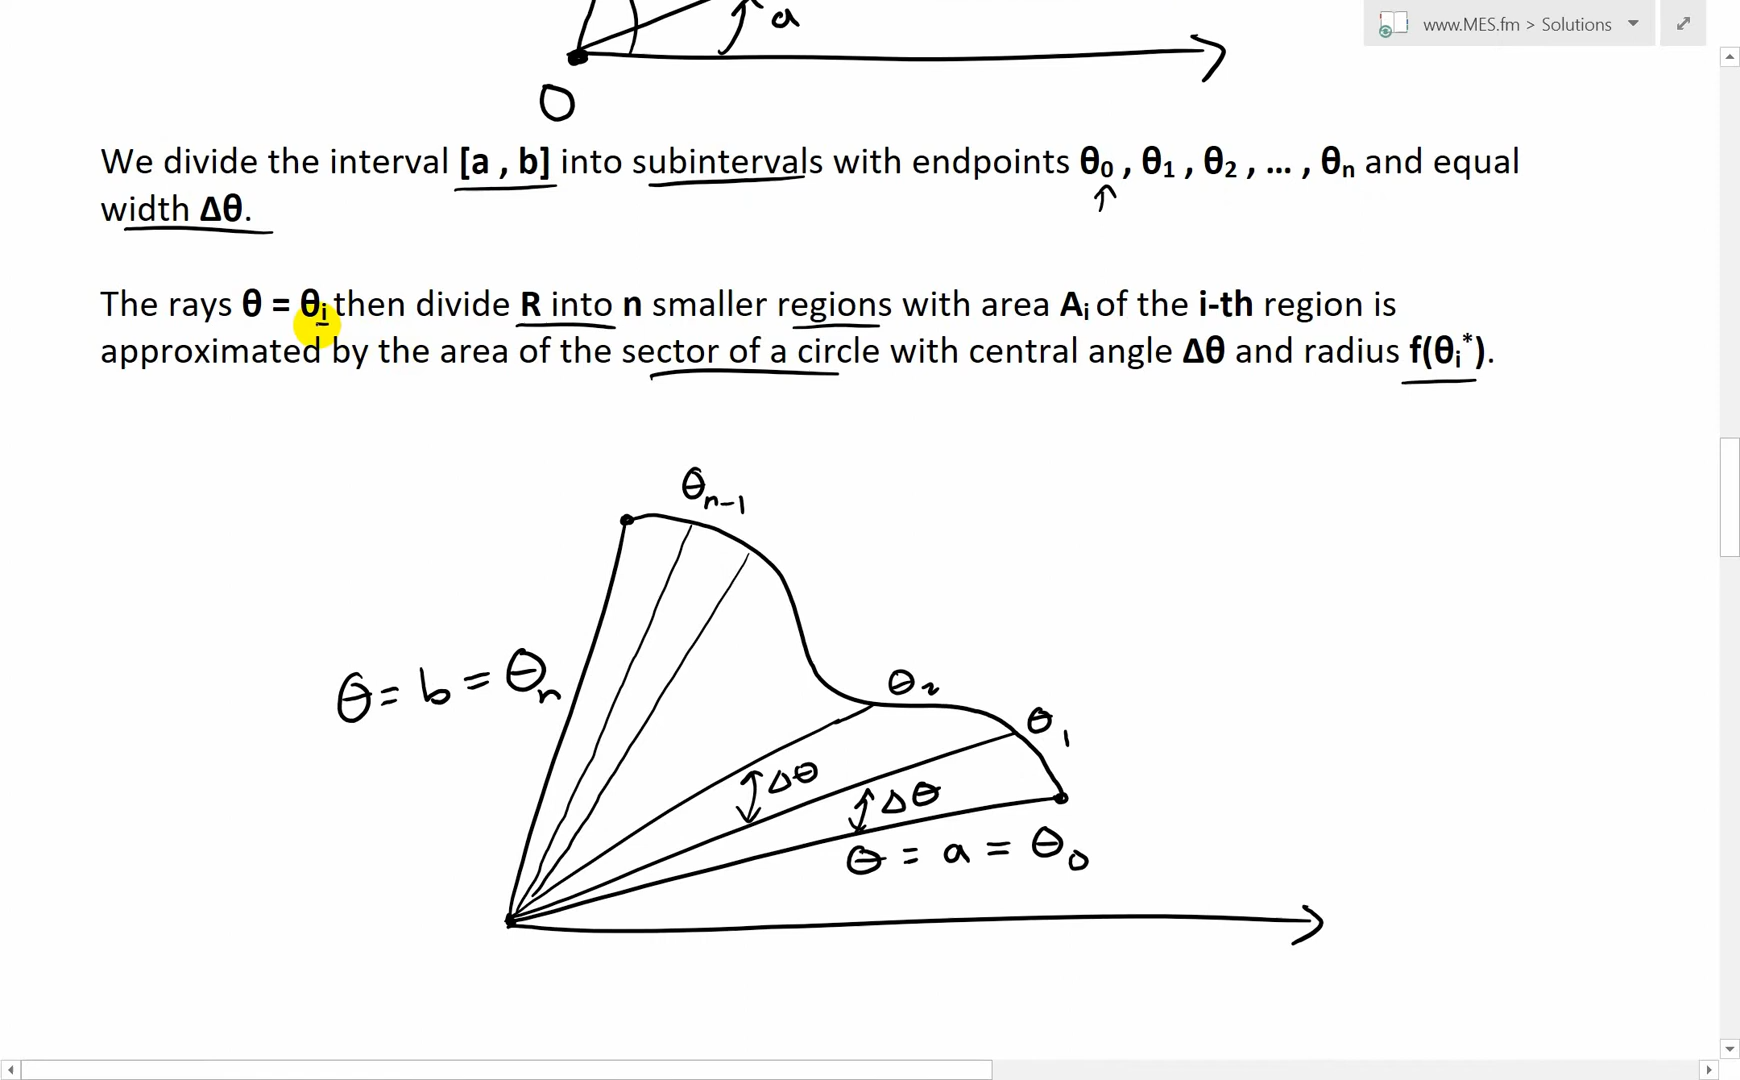 www.MES.fm > Solutions
a
O
We divide the interval [a , b] into subintervals with endpoints θ₀ , θ₁ , θ₂ , ... , θₙ and equal
width Δθ.
The rays θ = θᵢ then divide R into n smaller regions with area Aᵢ of the i-th region is
approximated by the area of the sector of a circle with central angle Δθ and radius f(θᵢ*).
θₙ₋₁
θ = b = θₙ
θ₂
θ₁
Δθ
Δθ
θ = a = θ₀